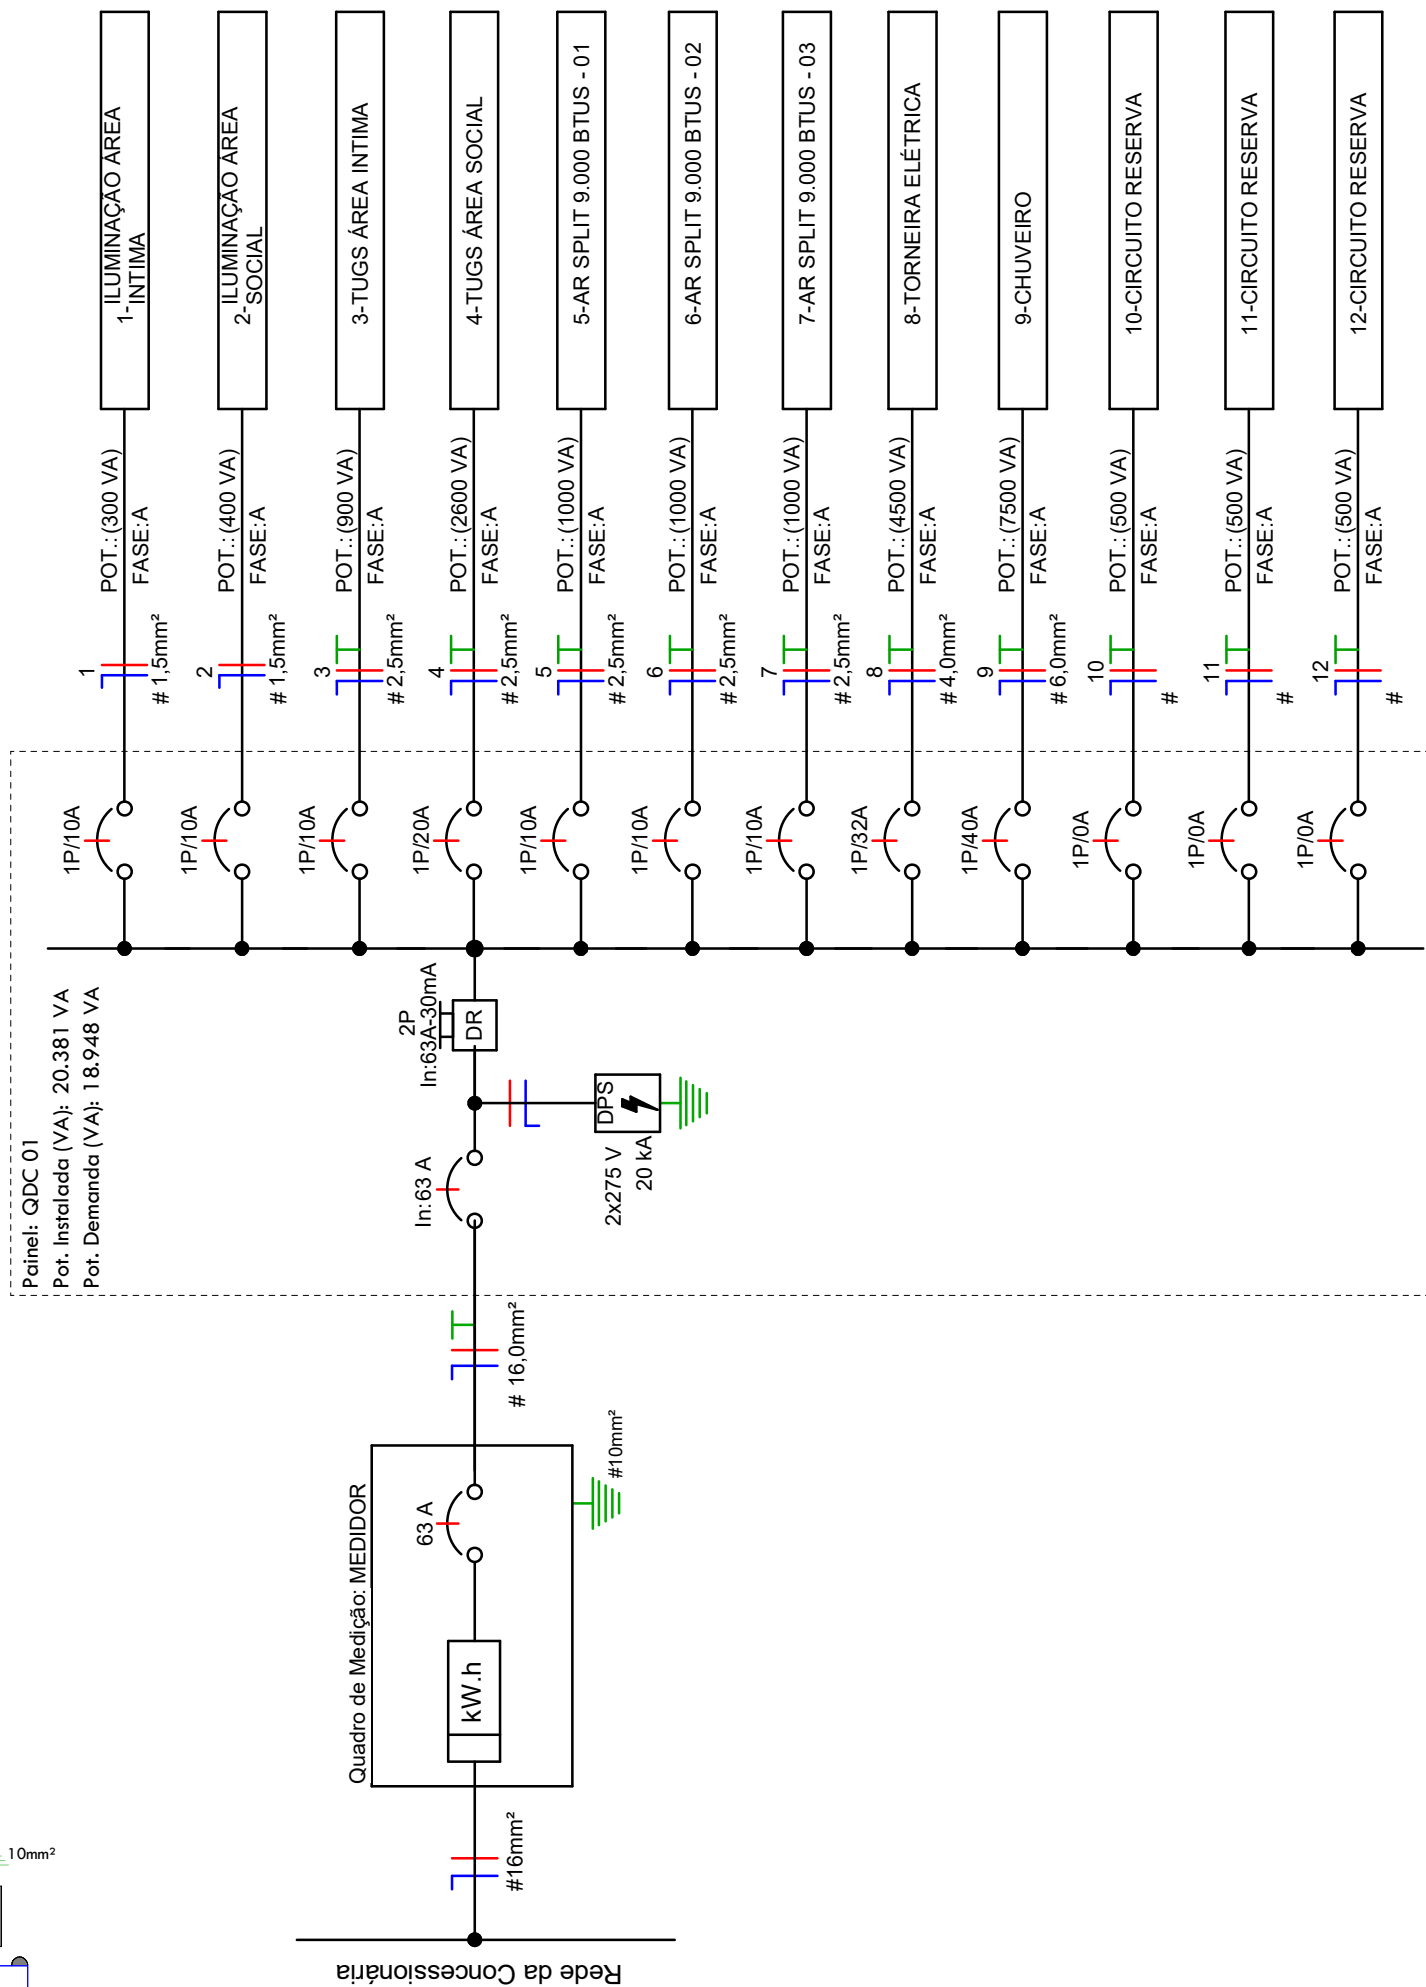 ILUMINAÇÃO ÁREA
1-INTIMA
ILUMINAÇÃO ÁREA
2-SOCIAL
3-TUGS ÁREA INTIMA
4-TUGS ÁREA SOCIAL
5-AR SPLIT 9.000 BTUS - 01
6-AR SPLIT 9.000 BTUS - 02
7-AR SPLIT 9.000 BTUS - 03
8-TORNEIRA ELÉTRICA
9-CHUVEIRO
10-CIRCUITO RESERVA
11-CIRCUITO RESERVA
12-CIRCUITO RESERVA
POT.: (300 VA)
FASE:A
POT.: (400 VA)
FASE:A
POT.: (900 VA)
FASE:A
POT.: (2600 VA)
FASE:A
POT.: (1000 VA)
FASE:A
POT.: (1000 VA)
FASE:A
POT.: (1000 VA)
FASE:A
POT.: (4500 VA)
FASE:A
POT.: (7500 VA)
FASE:A
POT.: (500 VA)
FASE:A
POT.: (500 VA)
FASE:A
POT.: (500 VA)
FASE:A
1
# 1,5mm²
2
# 1,5mm²
3
# 2,5mm²
4
# 2,5mm²
5
# 2,5mm²
6
# 2,5mm²
7
# 2,5mm²
8
# 4,0mm²
9
# 6,0mm²
10
#
11
#
12
#
1P/10A
1P/10A
1P/10A
1P/20A
1P/10A
1P/10A
1P/10A
1P/32A
1P/40A
1P/0A
1P/0A
1P/0A
Painel: QDC 01
Pot. Instalada (VA): 20.381 VA
Pot. Demanda (VA): 18.948 VA
2P
In:63A-30mA
DR
In:63 A
DPS
2x275 V
20 kA
# 16,0mm²
Quadro de Medição: MEDIDOR
63 A
kW.h
#10mm²
#16mm²
Rede da Concessionária
10mm²